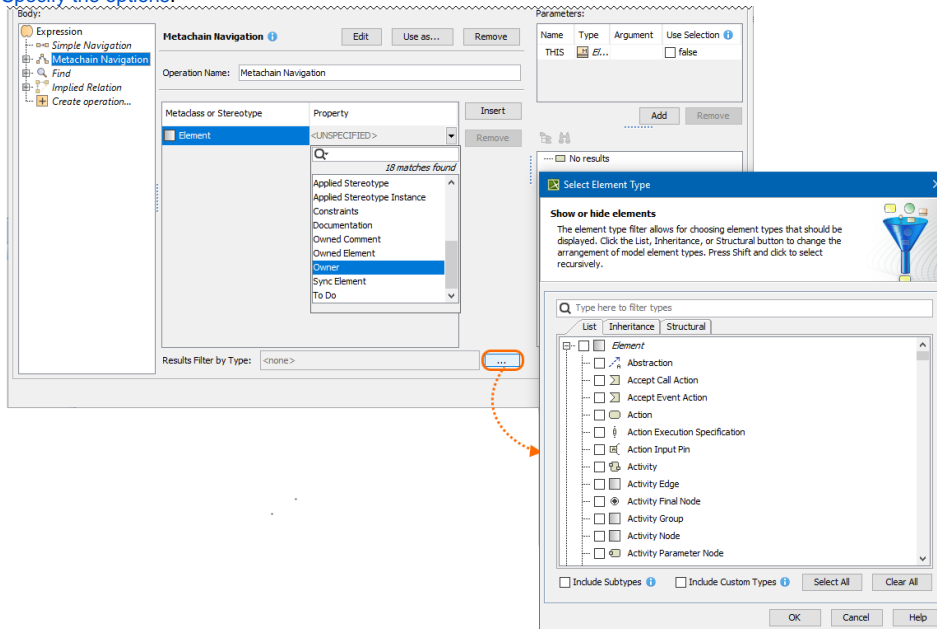 Specify the options.
Body:
Expression
Simple Navigation
Metachain Navigation
Find
Implied Relation
Create operation...
Metachain Navigation
Edit
Use as...
Remove
Operation Name:
Metachain Navigation
Metaclass or Stereotype
Property
Insert
Element
<UNSPECIFIED>
Remove
18 matches found
Applied Stereotype
Applied Stereotype Instance
Constraints
Documentation
Owned Comment
Owned Element
Owner
Sync Element
To Do
Results Filter by Type:
<none>
...
Parameters:
Name
Type
Argument
Use Selection
THIS
El...
false
Add
Remove
No results
Select Element Type
Show or hide elements
The element type filter allows for choosing element types that should be
displayed. Click the List, Inheritance, or Structural button to change the
arrangement of model element types. Press Shift and click to select
recursively.
Type here to filter types
List
Inheritance
Structural
Element
Abstraction
Accept Call Action
Accept Event Action
Action
Action Execution Specification
Action Input Pin
Activity
Activity Edge
Activity Final Node
Activity Group
Activity Node
Activity Parameter Node
Include Subtypes
Include Custom Types
Select All
Clear All
OK
Cancel
Help